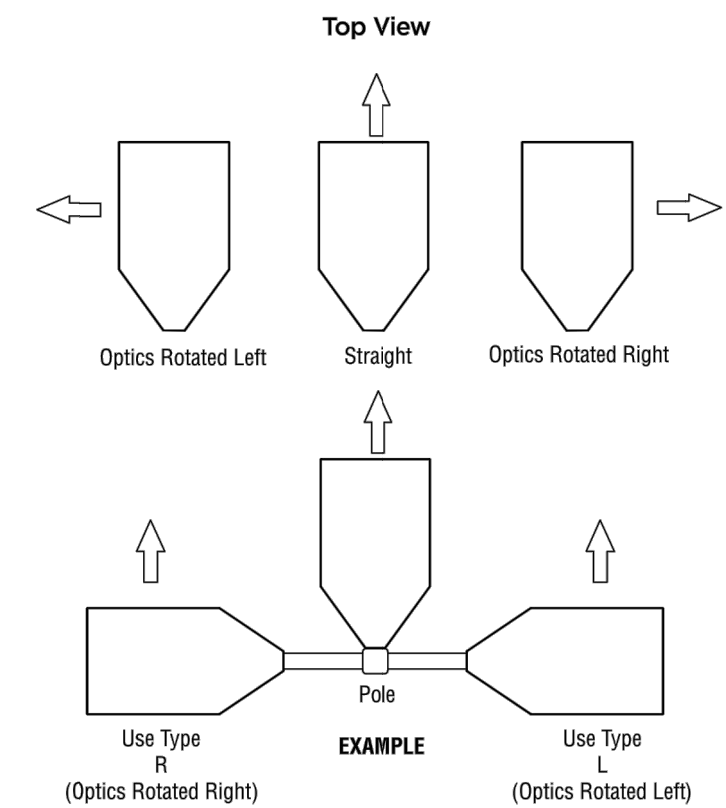 Top View
Optics Rotated Left
Straight
Optics Rotated Right
Pole
EXAMPLE
Use Type
R
(Optics Rotated Right)
Use Type
L
(Optics Rotated Left)